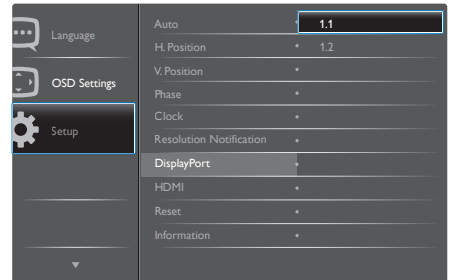 Language
OSD Settings
Setup
Auto
H. Position
V. Position
Phase
Clock
Resolution Notification
DisplayPort
HDMI
Reset
Information
1.1
1.2